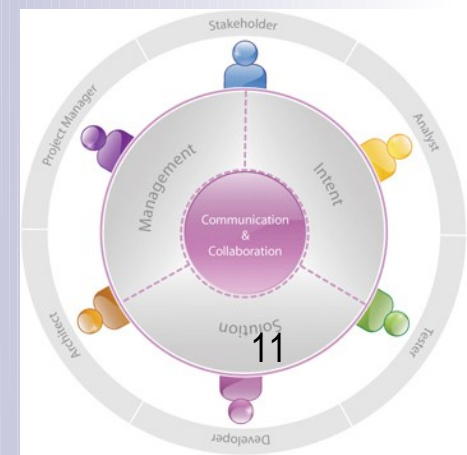 Stakeholder
Project Manager
Analyst
Management
Intent
Communication
&
Collaboration
Solution
11
Architect
Tester
Developer